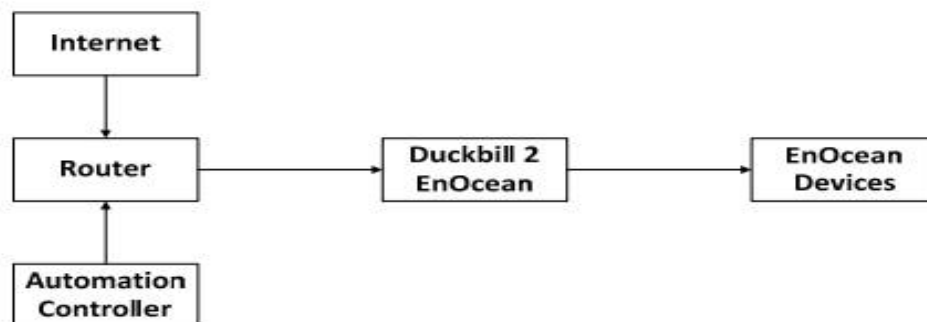 Internet
Router
Duckbill 2
EnOcean
EnOcean
Devices
Automation
Controller